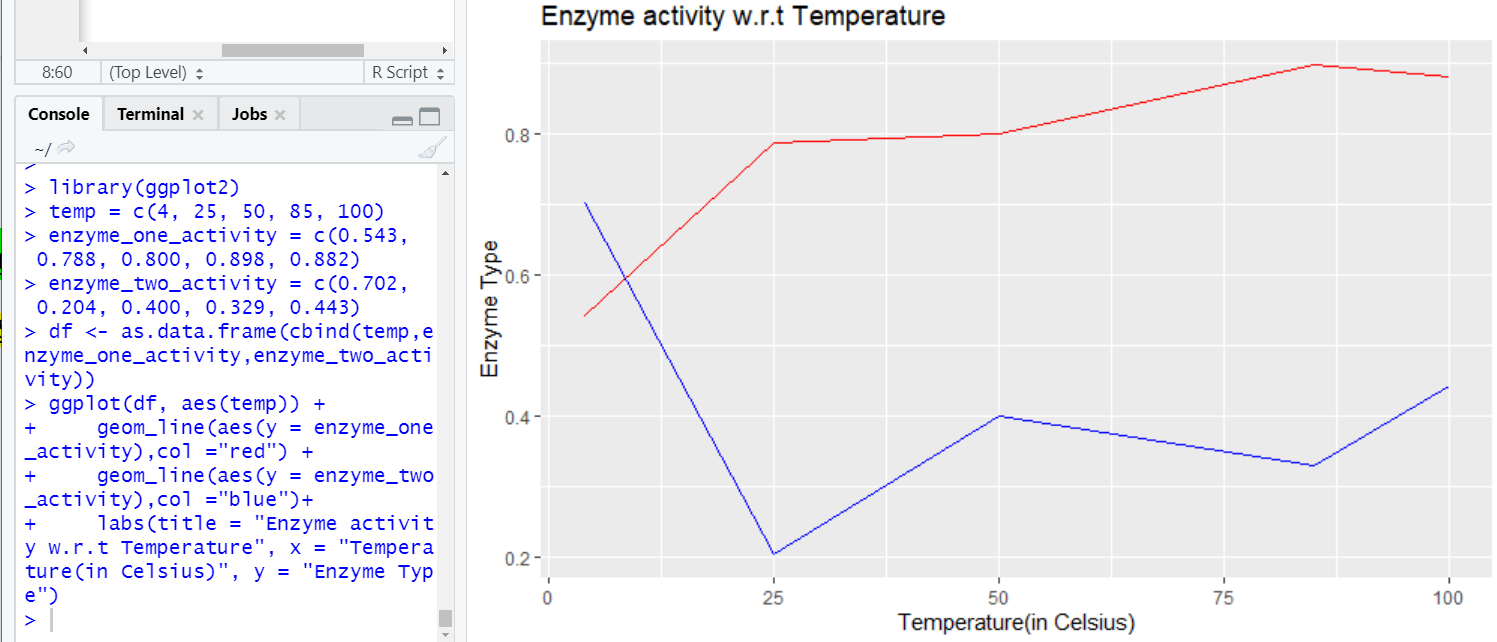 8:60 (Top Level) R Script
Console Terminal Jobs
~/
>
> library(ggplot2)
> temp = c(4, 25, 50, 85, 100)
> enzyme_one_activity = c(0.543,
 0.788, 0.800, 0.898, 0.882)
> enzyme_two_activity = c(0.702,
 0.204, 0.400, 0.329, 0.443)
> df <- as.data.frame(cbind(temp,e
nzyme_one_activity,enzyme_two_acti
vity))
> ggplot(df, aes(temp)) +
+     geom_line(aes(y = enzyme_one
_activity),col ="red") +
+     geom_line(aes(y = enzyme_two
_activity),col ="blue")+
+     labs(title = "Enzyme activit
y w.r.t Temperature", x = "Tempera
ture(in Celsius)", y = "Enzyme Typ
e")
>
Enzyme activity w.r.t Temperature
Enzyme Type
0.8
0.6
0.4
0.2
0 25 50 75 100
Temperature(in Celsius)